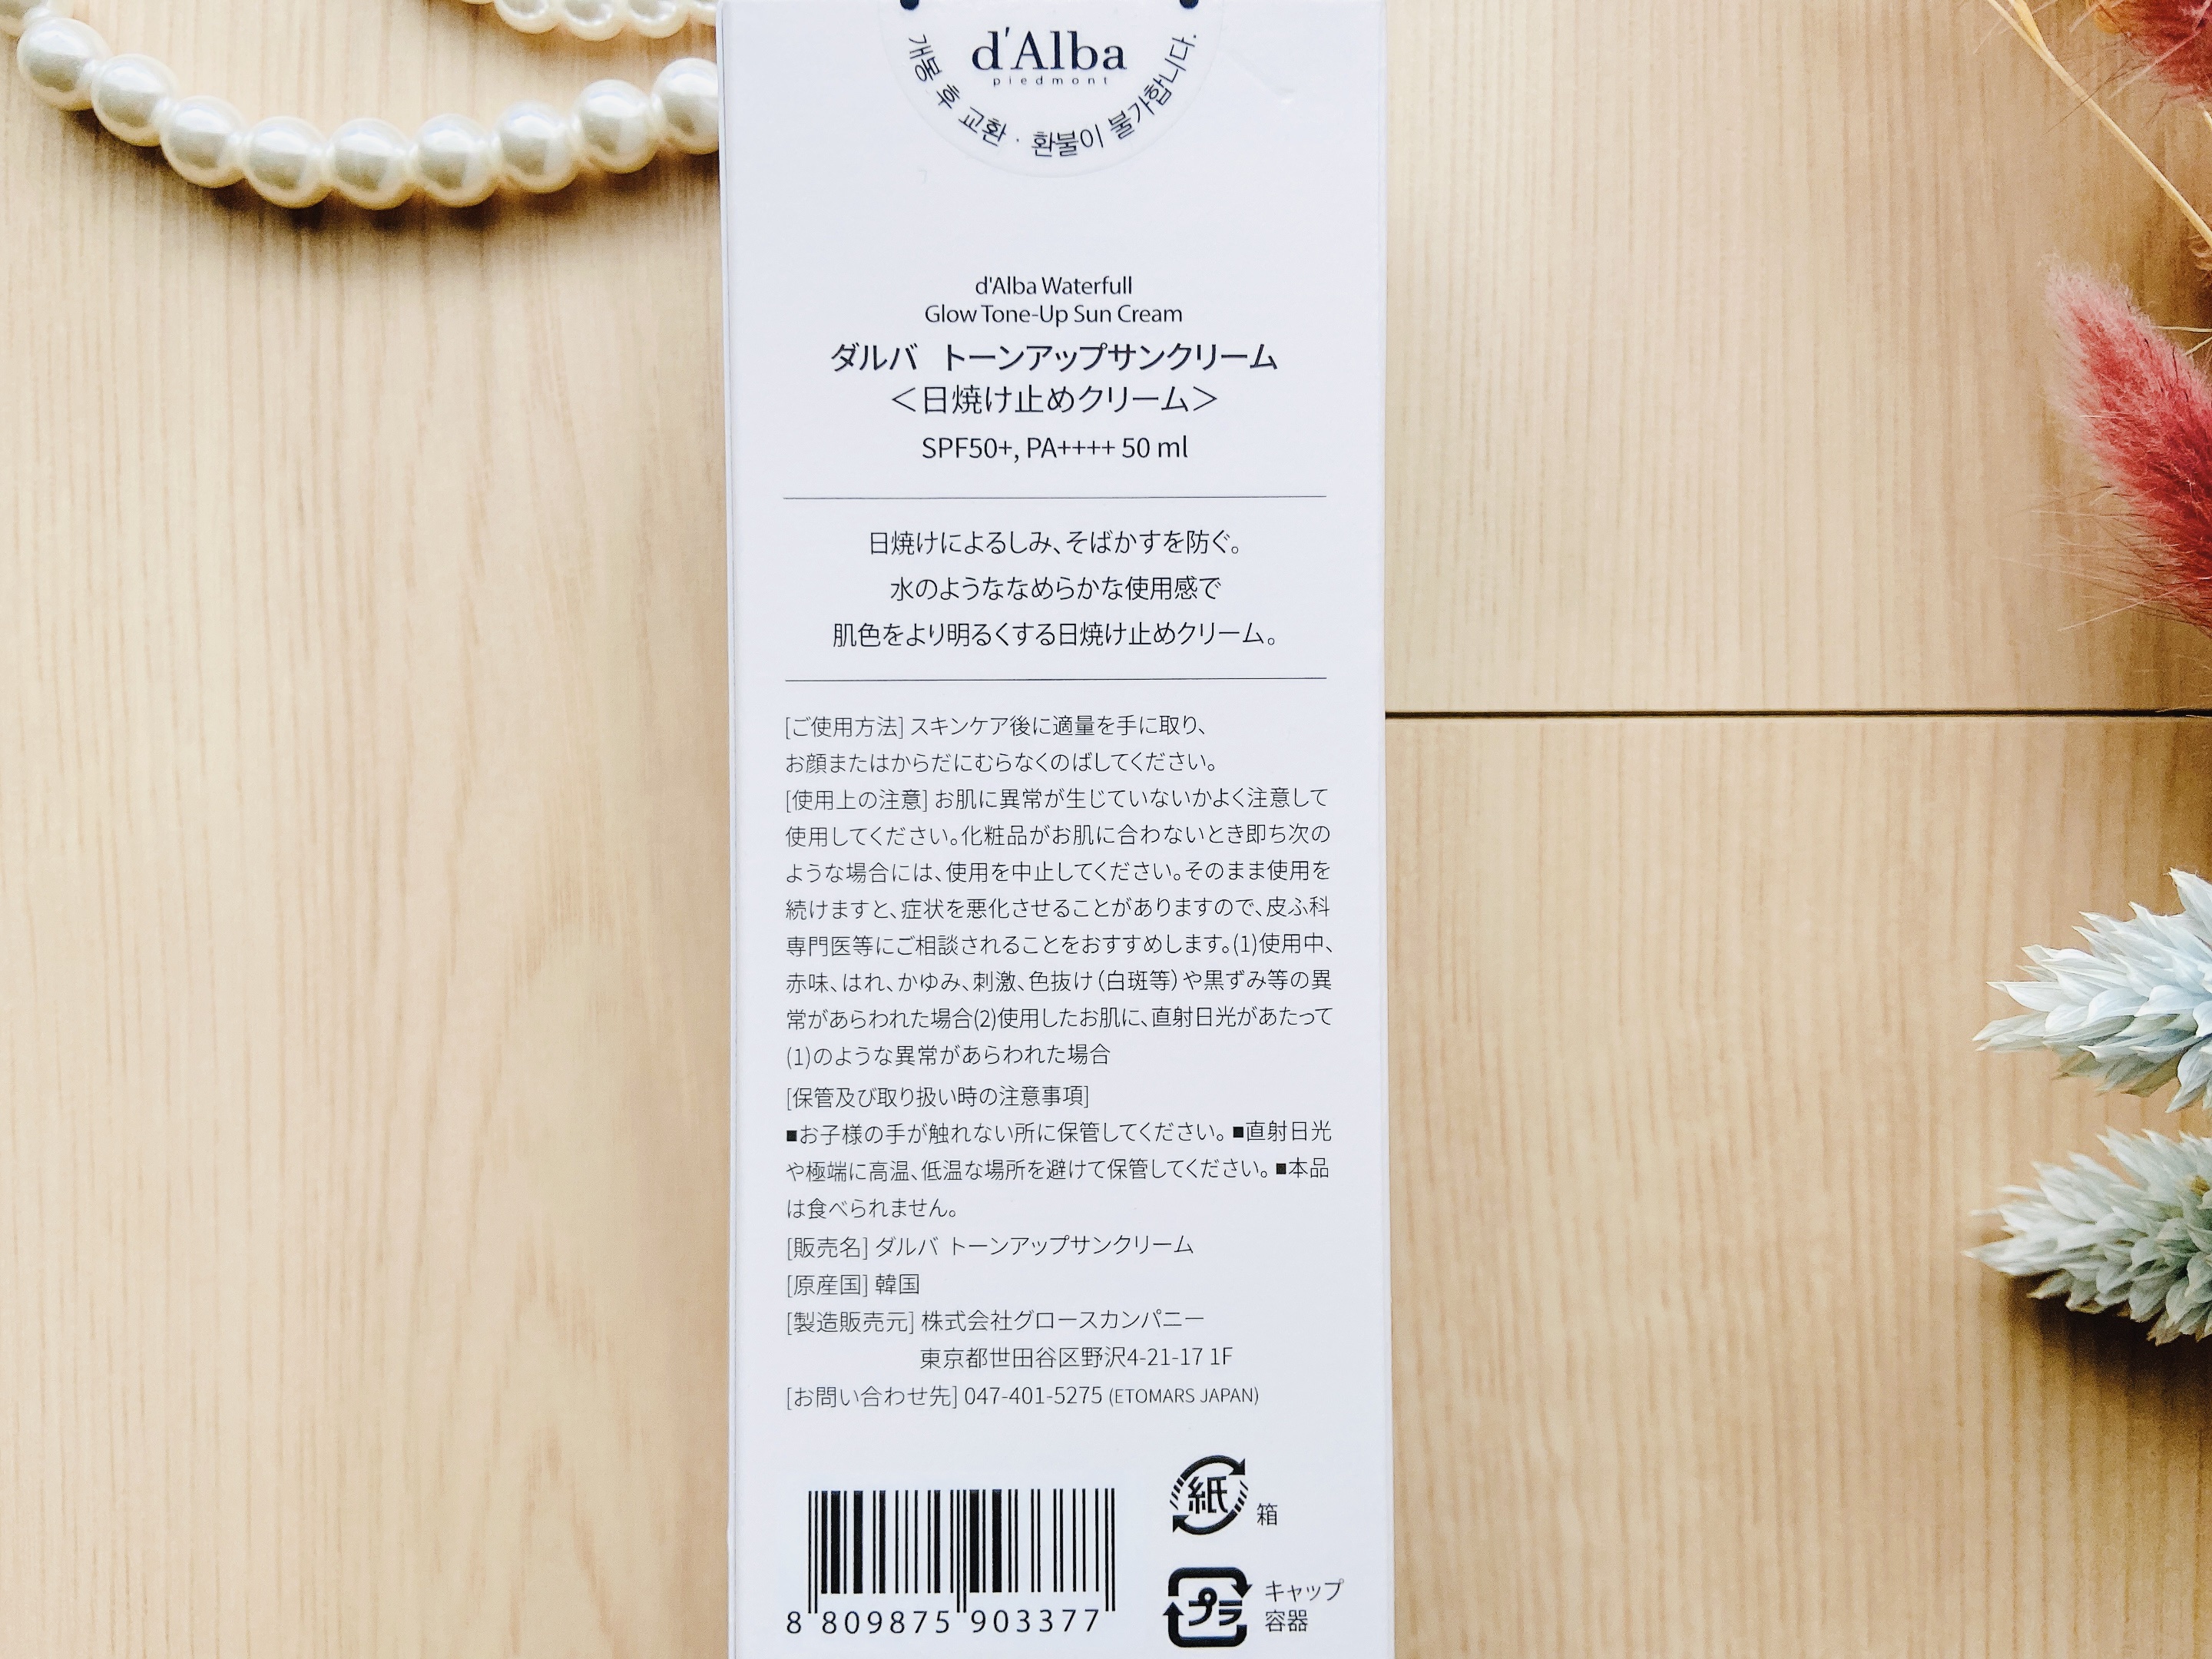 d'Alba
piedmont
개봉 후 교환 · 환불이 불가합니다.
d'Alba Waterfull
Glow Tone-Up Sun Cream
ダルバ トーンアップサンクリーム
＜日焼け止めクリーム＞
SPF50+, PA++++ 50 ml
日焼けによるしみ、そばかすを防ぐ。
水のようななめらかな使用感で
肌色をより明るくする日焼け止めクリーム。
[ご使用方法] スキンケア後に適量を手に取り、
お顔またはからだにむらなくのばしてください。
[使用上の注意] お肌に異常が生じていないかよく注意して
使用してください。化粧品がお肌に合わないとき即ち次の
ような場合には、使用を中止してください。そのまま使用を
続けますと、症状を悪化させることがありますので、皮ふ科
専門医等にご相談されることをおすすめします。(1)使用中、
赤味、はれ、かゆみ、刺激、色抜け（白斑等）や黒ずみ等の異
常があらわれた場合(2)使用したお肌に、直射日光があたって
(1)のような異常があらわれた場合
[保管及び取り扱い時の注意事項]
■お子様の手が触れない所に保管してください。■直射日光
や極端に高温、低温な場所を避けて保管してください。■本品
は食べられません。
[販売名] ダルバ トーンアップサンクリーム
[原産国] 韓国
[製造販売元] 株式会社グロースカンパニー
東京都世田谷区野沢4-21-17 1F
[お問い合わせ先] 047-401-5275 (ETOMARS JAPAN)
紙 箱
プラ キャップ
容器
8 809875 903377